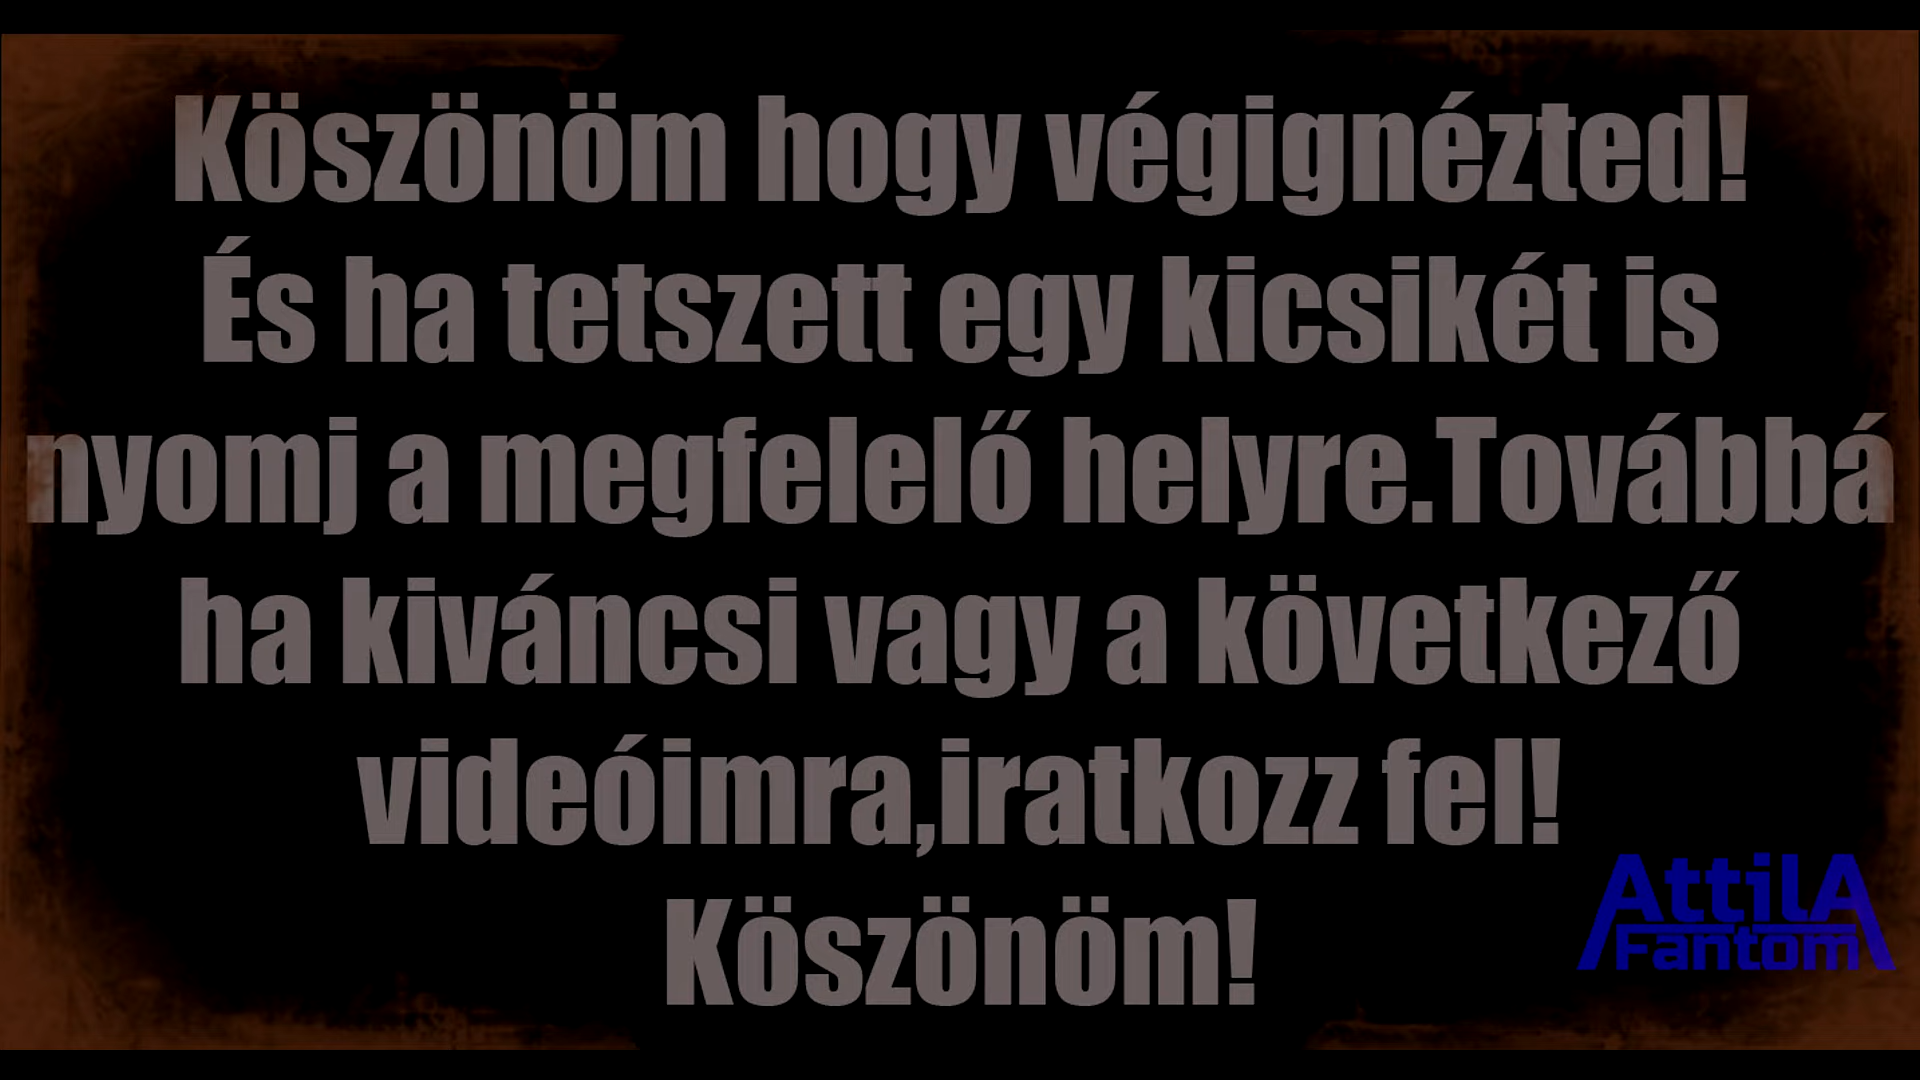 Köszönöm hogy végignézted!
És ha tetszett egy kicsikét is
nyomj a megfelelő helyre.Továbbá
ha kiváncsi vagy a következő
videóimra,iratkozz fel!
Köszönöm!
AttilA
Fantom